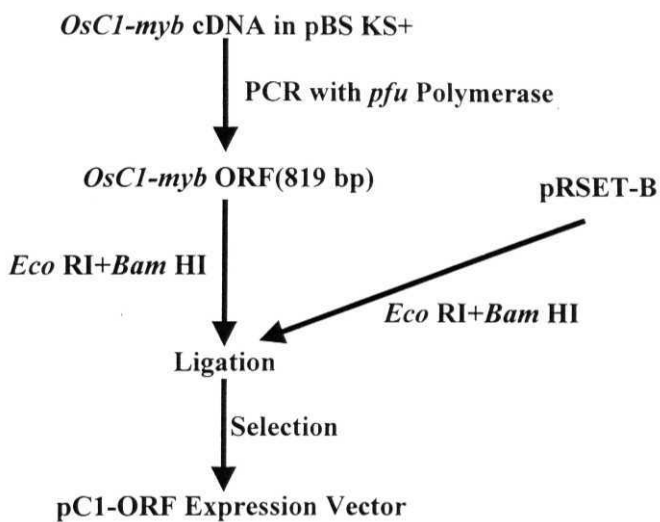 OsC1-myb cDNA in pBS KS+
PCR with pfu Polymerase
OsC1-myb ORF(819 bp)
pRSET-B
Eco RI+Bam HI
Eco RI+Bam HI
Ligation
Selection
pC1-ORF Expression Vector